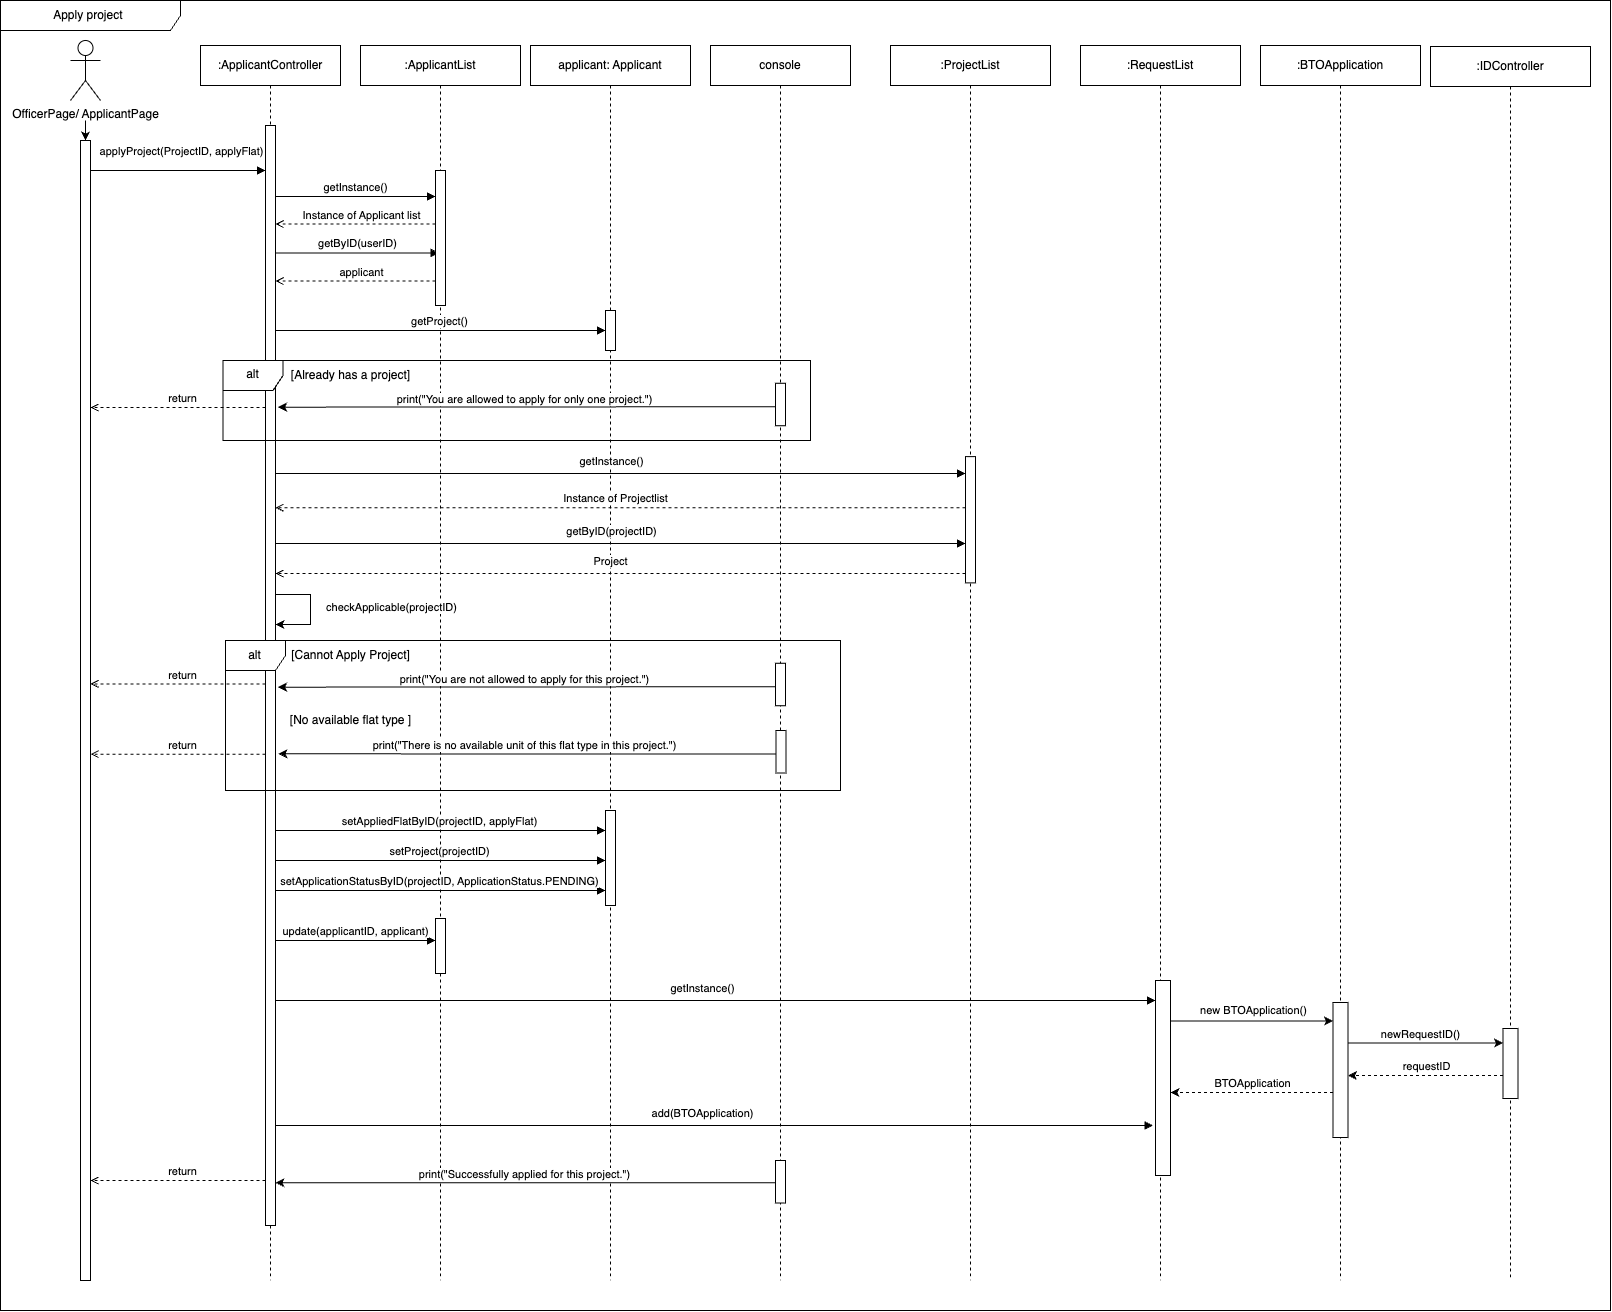 Apply project
OfficerPage/ ApplicantPage
:ApplicantController
:ApplicantList
applicant: Applicant
console
:ProjectList
:RequestList
:BTOApplication
:IDController
applyProject(ProjectID, applyFlat)
getInstance()
Instance of Applicant list
getByID(userID)
applicant
getProject()
alt
[Already has a project]
return
print("You are allowed to apply for only one project.")
getInstance()
Instance of Projectlist
getByID(projectID)
Project
checkApplicable(projectID)
alt
[Cannot Apply Project]
return
print("You are not allowed to apply for this project.")
[No available flat type ]
return
print("There is no available unit of this flat type in this project.")
setAppliedFlatByID(projectID, applyFlat)
setProject(projectID)
setApplicationStatusByID(projectID, ApplicationStatus.PENDING)
update(applicantID, applicant)
getInstance()
new BTOApplication()
newRequestID()
requestID
BTOApplication
add(BTOApplication)
return
print("Successfully applied for this project.")